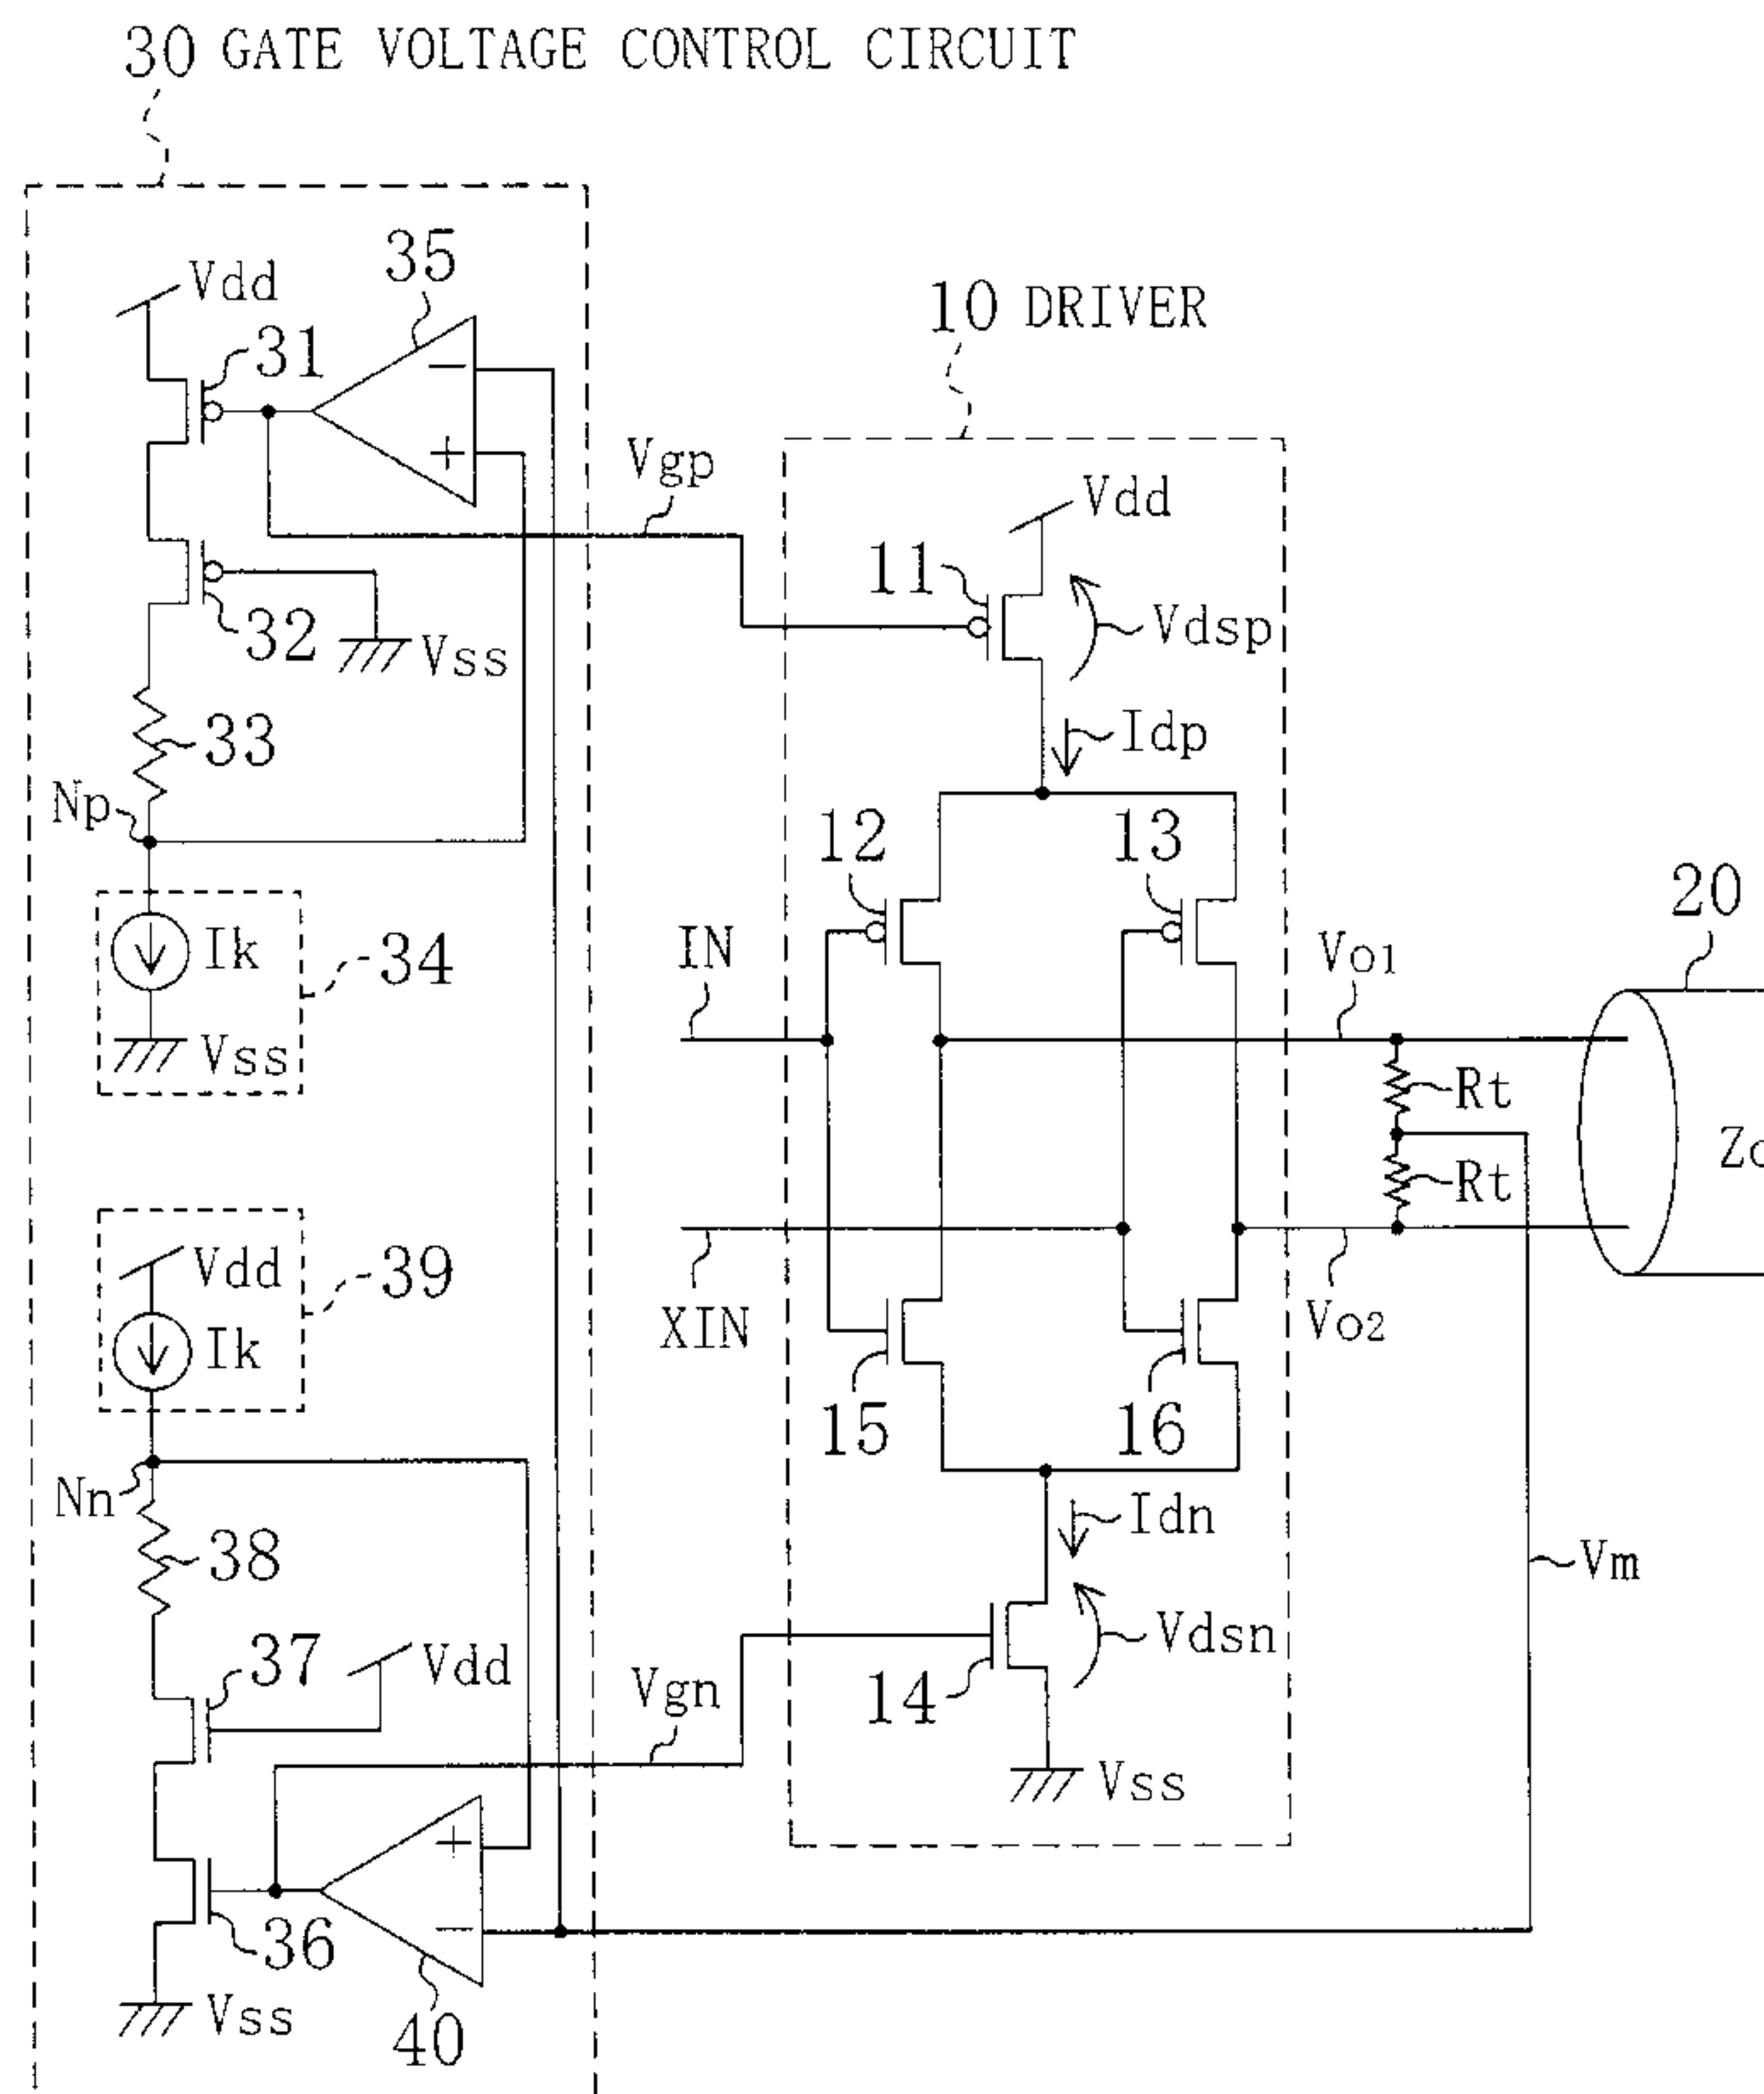 30 GATE VOLTAGE CONTROL CIRCUIT
Vdd
35
31
−
+
32
Vss
33
Np
Ik
34
Vss
Vdd
39
Ik
Nn
38
37
Vdd
+
−
36
Vss
40
Vgp
Vgn
10 DRIVER
Vdd
11
Vdsp
Idp
12
13
IN
XIN
15
16
Idn
Vdsn
14
Vss
Vo1
20
Rt
Rt
Vo2
Vm